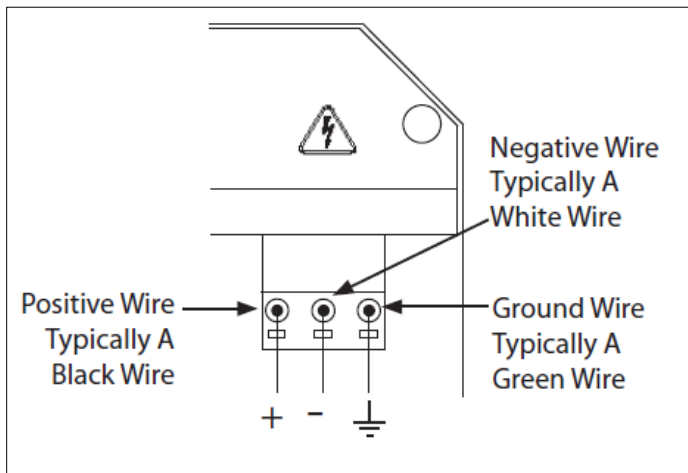 Negative Wire
Typically A
White Wire
Positive Wire
Typically A
Black Wire
Ground Wire
Typically A
Green Wire
+ -